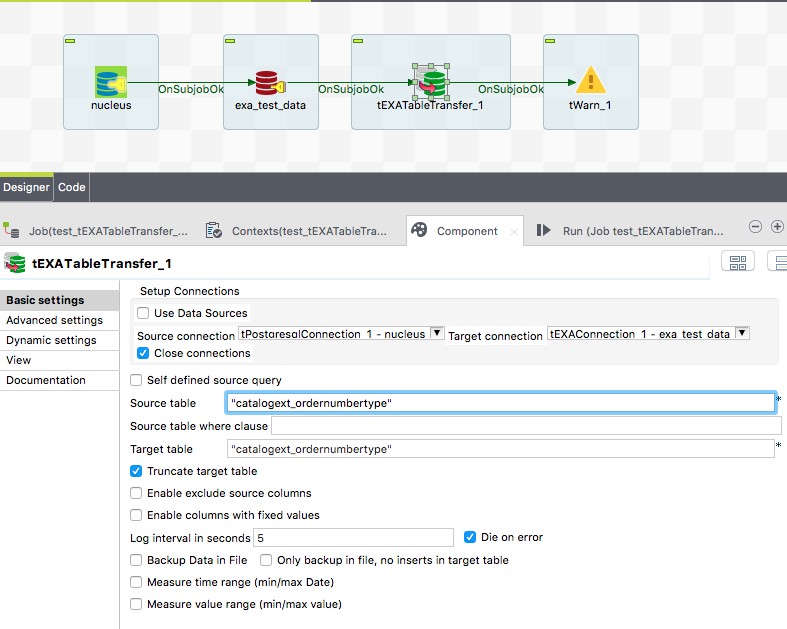 OnSubjobOk OnSubjobOk OnSubjobOk
nucleus exa_test_data tEXATableTransfer_1 tWarn_1
Designer Code
Job(test_tEXATableTransfer_... Contexts(test_tEXATableTra... Component Run (Job test_tEXATableTran...
tEXATableTransfer_1
Basic settings
Advanced settings
Dynamic settings
View
Documentation
Setup Connections
Use Data Sources
Source connection tPostgresqlConnection_1 - nucleus Target connection tEXAConnection_1 - exa_test_data
Close connections
Self defined source query
Source table "catalogext_ordernumbertype" *
Source table where clause
Target table "catalogext_ordernumbertype" *
Truncate target table
Enable exclude source columns
Enable columns with fixed values
Log interval in seconds 5 Die on error
Backup Data in File Only backup in file, no inserts in target table
Measure time range (min/max Date)
Measure value range (min/max value)